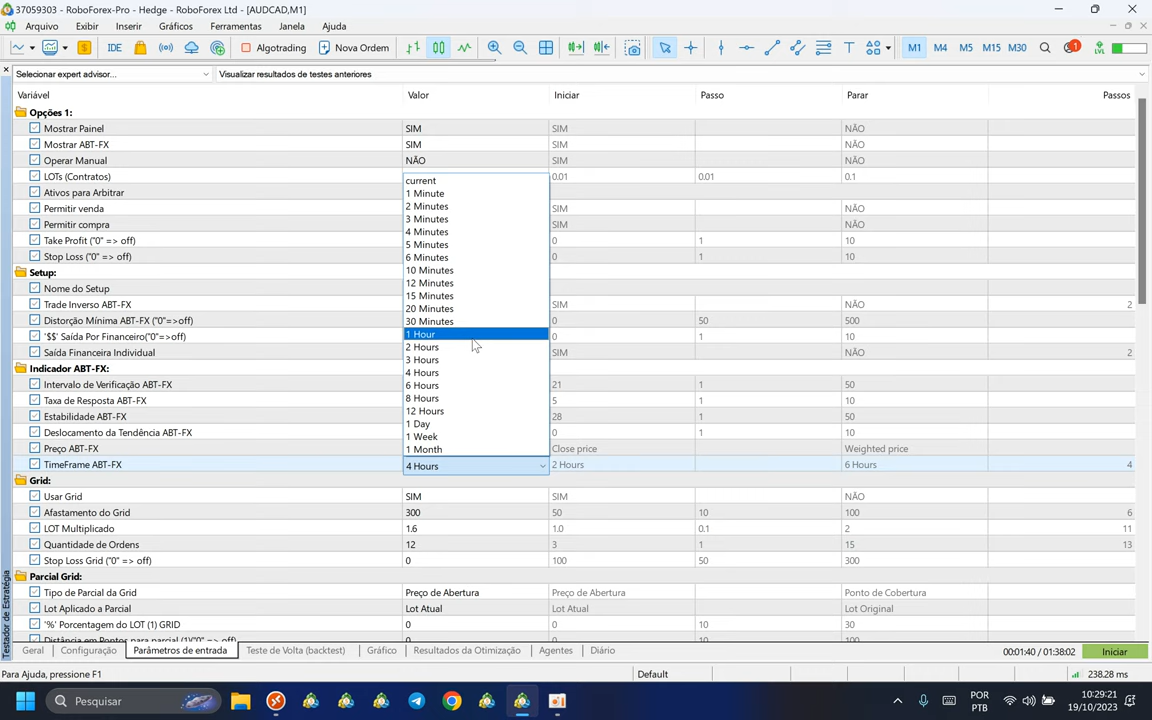 37059303 - RoboForex-Pro - Hedge - RoboForex Ltd - [AUDCAD,M1]
Arquivo Exibir Inserir Gráficos Ferramentas Janela Ajuda
IDE Algotrading Nova Ordem M1 M4 M5 M15 M30 1 LVL
Selecionar expert advisor... Visualizar resultados de testes anteriores
Variável Valor Iniciar Passo Parar Passos
Opções 1:
Mostrar Painel SIM SIM NÃO
Mostrar ABT-FX SIM SIM NÃO
Operar Manual NÃO SIM NÃO
LOTs (Contratos) 0.01 0.01 0.1
current
Ativos para Arbitrar 1 Minute
Permitir venda 2 Minutes SIM NÃO
3 Minutes
Permitir compra SIM NÃO
4 Minutes
Take Profit ("0" => off) 5 Minutes 0 1 10
Stop Loss ("0" => off) 6 Minutes 0 1 10
Setup: 10 Minutes
Nome do Setup 12 Minutes
15 Minutes
Trade Inverso ABT-FX 20 Minutes SIM NÃO 2
Distorção Mínima ABT-FX ("0"=>off) 30 Minutes 0 50 500
'$$' Saída Por Financeiro("0"=>off) 1 Hour 0 1 10
2 Hours
Saída Financeira Individual SIM NÃO 2
3 Hours
Indicador ABT-FX: 4 Hours
Intervalo de Verificação ABT-FX 6 Hours 21 1 50
Taxa de Resposta ABT-FX 8 Hours 5 1 10
12 Hours
Estabilidade ABT-FX 28 1 50
1 Day
Deslocamento da Tendência ABT-FX 1 Week 0 1 10
Preço ABT-FX 1 Month Close price Weighted price
TimeFrame ABT-FX 4 Hours 2 Hours 6 Hours 4
Grid:
Usar Grid SIM SIM NÃO
Afastamento do Grid 300 50 10 100 6
LOT Multiplicado 1.6 1.0 0.1 2 11
Quantidade de Ordens 12 3 1 15 13
Stop Loss Grid ("0" => off) 0 100 50 300
Parcial Grid:
Tipo de Parcial da Grid Preço de Abertura Preço de Abertura Ponto de Cobertura
Lot Aplicado a Parcial Lot Atual Lot Atual Lot Original
'%' Porcentagem do LOT (1) GRID 0 0 10 30
Distância em Pontos para parcial (1)("0" => off) 0 0 10 100
Testador de Estratégia
Geral Configuração Parâmetros de entrada Teste de Volta (backtest) Gráfico Resultados da Otimização Agentes Diário 00:01:40 / 01:38:02 Iniciar
Para Ajuda, pressione F1 Default 238.28 ms
Pesquisar POR PTB 10:29:21 19/10/2023